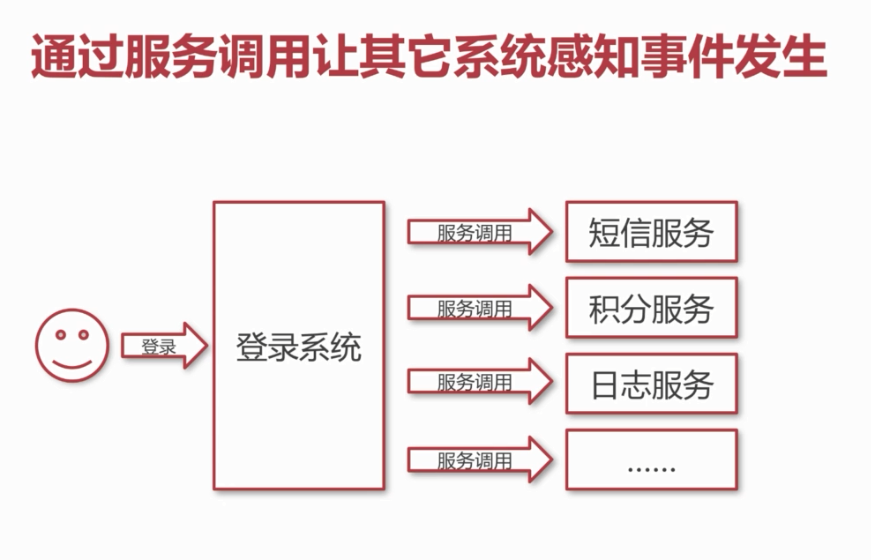 通过服务调用让其它系统感知事件发生
登录
登录系统
服务调用
短信服务
服务调用
积分服务
服务调用
日志服务
服务调用
......